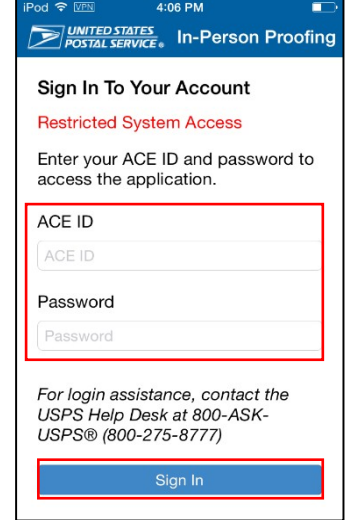 iPod VPN 4:06 PM
UNITED STATES
POSTAL SERVICE® In-Person Proofing
Sign In To Your Account
Restricted System Access
Enter your ACE ID and password to
access the application.
ACE ID
ACE ID
Password
Password
For login assistance, contact the
USPS Help Desk at 800-ASK-
USPS® (800-275-8777)
Sign In